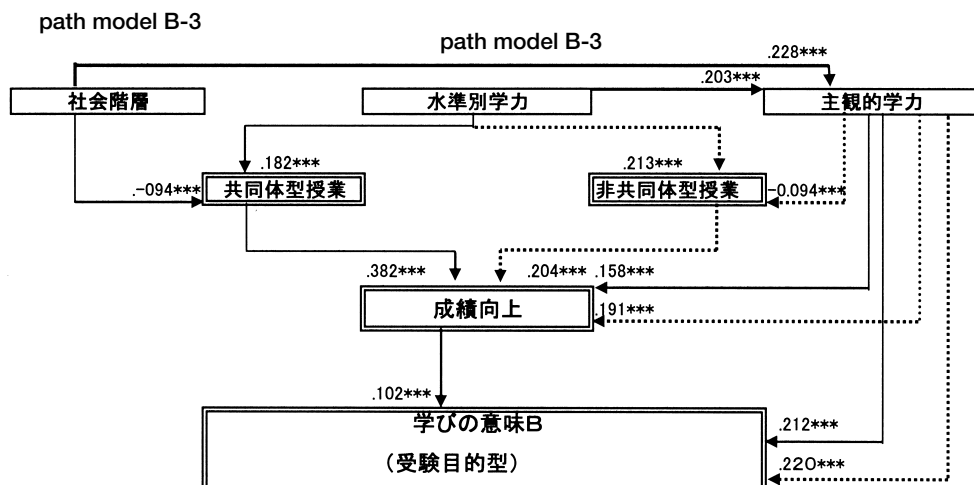 path model B-3
path model B-3
.228***
.203***
社会階層
水準別学力
主観的学力
.182***
.213***
.-094***
共同体型授業
非共同体型授業
-0.094***
.382***
.204***
.158***
成績向上
.191***
.102***
学びの意味B
.212***
(受験目的型)
.220***